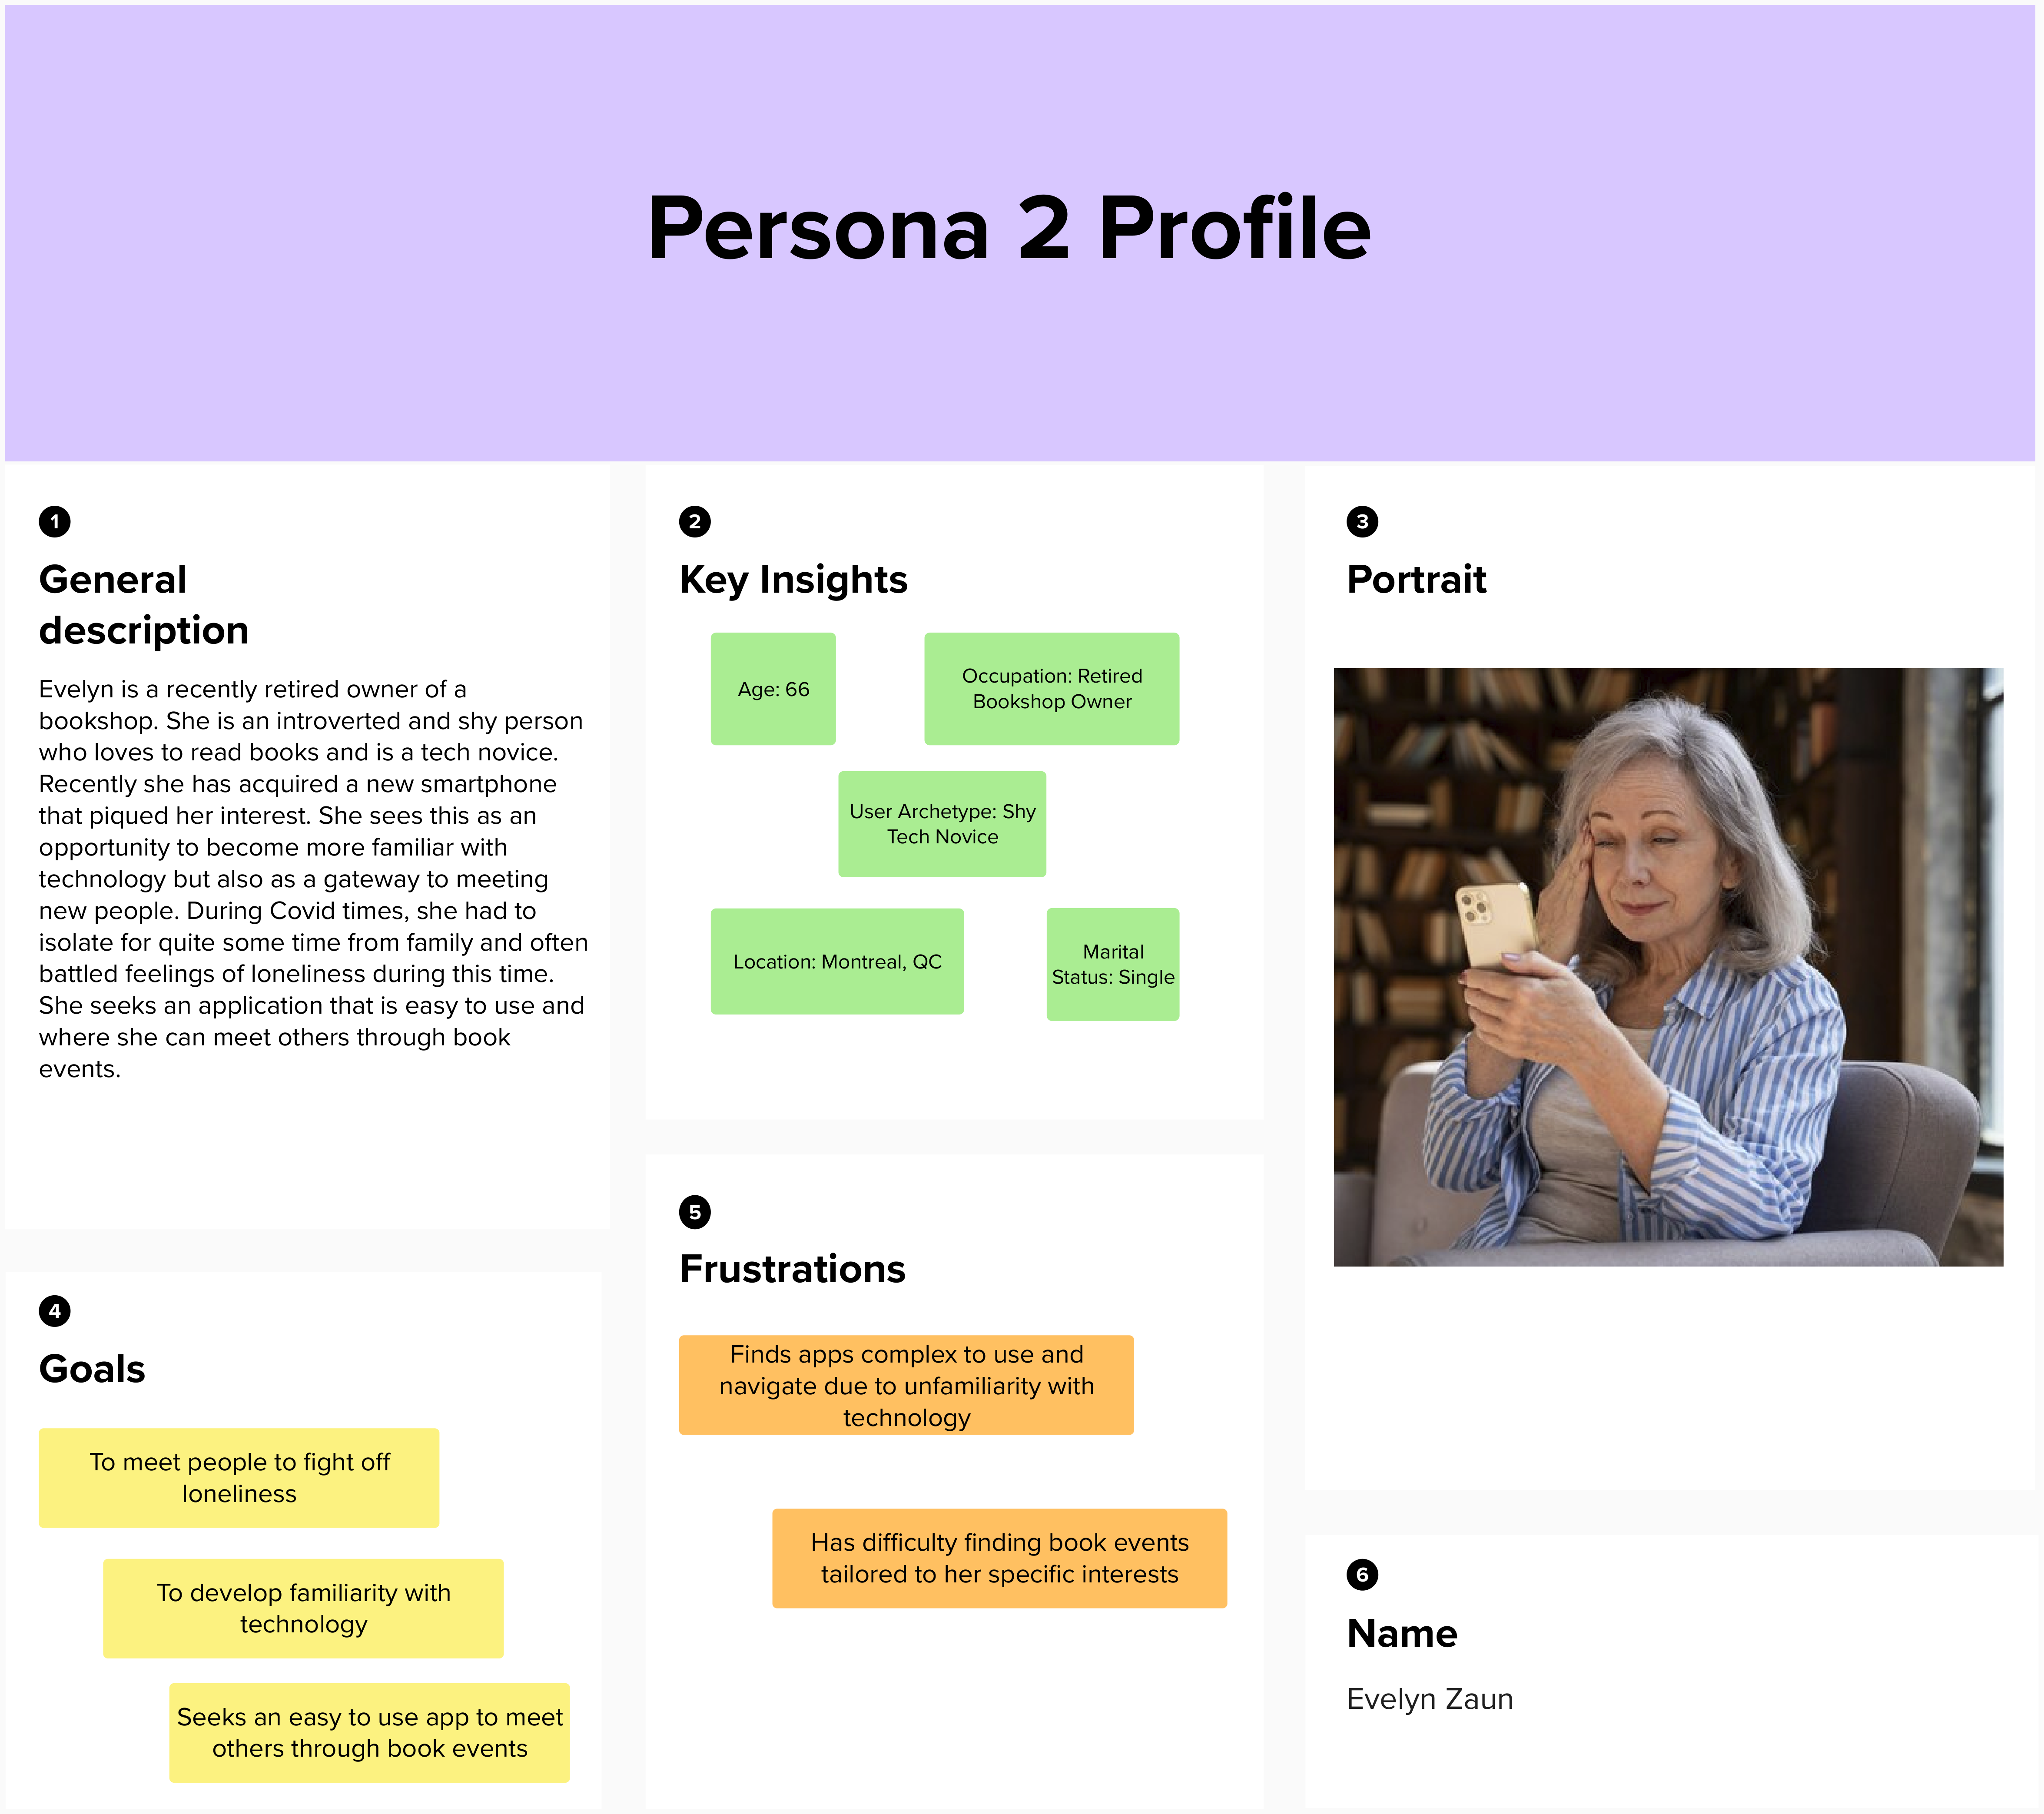 Persona 2 Profile
1
General
description
Evelyn is a recently retired owner of a
bookshop. She is an introverted and shy person
who loves to read books and is a tech novice.
Recently she has acquired a new smartphone
that piqued her interest. She sees this as an
opportunity to become more familiar with
technology but also as a gateway to meeting
new people. During Covid times, she had to
isolate for quite some time from family and often
battled feelings of loneliness during this time.
She seeks an application that is easy to use and
where she can meet others through book
events.
2
Key Insights
Age: 66
Occupation: Retired
Bookshop Owner
User Archetype: Shy
Tech Novice
Location: Montreal, QC
Marital
Status: Single
3
Portrait
4
Goals
To meet people to fight off
loneliness
To develop familiarity with
technology
Seeks an easy to use app to meet
others through book events
5
Frustrations
Finds apps complex to use and
navigate due to unfamiliarity with
technology
Has difficulty finding book events
tailored to her specific interests
6
Name
Evelyn Zaun